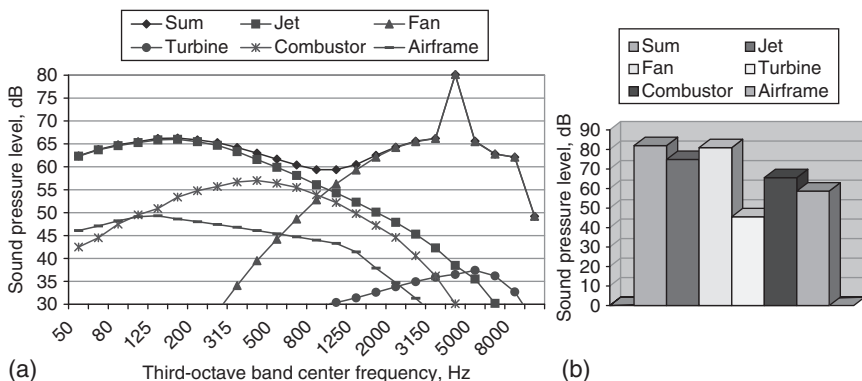 Sum Jet Fan
Turbine Combustor Airframe
Sound pressure level, dB
80
75
70
65
60
55
50
45
40
35
30
50 80 125 200 315 500 800 1250 2000 3150 5000 8000
Third-octave band center frequency, Hz
(a)
Sum Jet
Fan Turbine
Combustor Airframe
Sound pressure level, dB
90
80
70
60
50
40
30
20
10
0
(b)